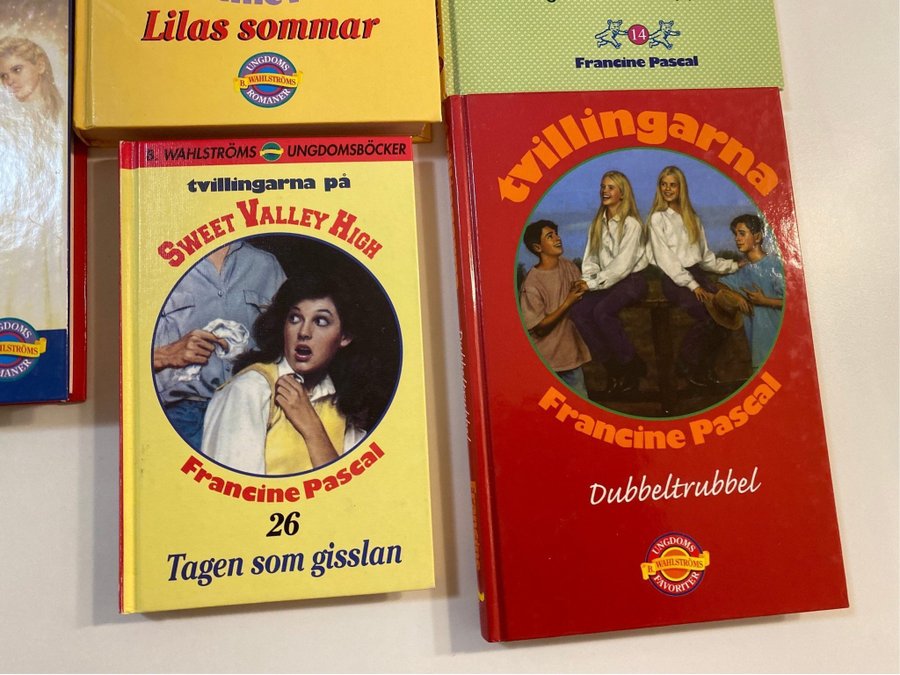 Lilas sommar
UNGDOMS
B. WAHLSTRÖMS
ROMANER
14
Francine Pascal
UNGDOMS
WAHLSTRÖMS
B. WAHLSTRÖMS UNGDOMSBÖCKER
tvillingarna på
SWEET VALLEY HIGH
Francine Pascal
26
Tagen som gisslan
tvillingarna
Francine Pascal
Dubbeltrubbel
UNGDOMS
B. WAHLSTRÖMS
FAVORITER